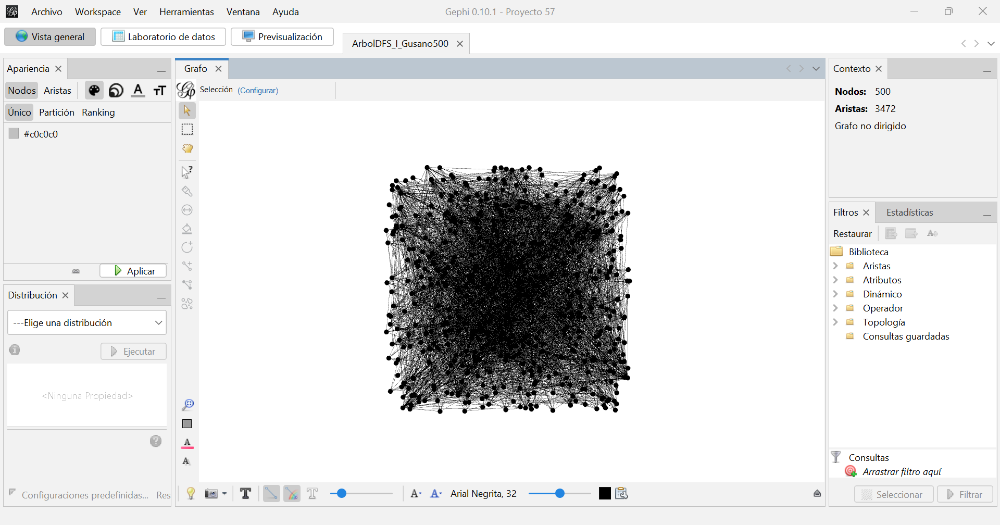 Archivo Workspace Ver Herramientas Ventana Ayuda
Gephi 0.10.1 - Proyecto 57
Vista general
Laboratorio de datos
Previsualización
ArbolDFS_I_Gusano500
Apariencia
Nodos Aristas
Único Partición Ranking
#c0c0c0
Aplicar
Distribución
---Elige una distribución
Ejecutar
<Ninguna Propiedad>
Configuraciones predefinidas... Res
Grafo
Selección (Configurar)
Arial Negrita, 32
Contexto
Nodos: 500
Aristas: 3472
Grafo no dirigido
Filtros Estadísticas
Restaurar
Biblioteca
Aristas
Atributos
Dinámico
Operador
Topología
Consultas guardadas
Consultas
Arrastrar filtro aquí
Seleccionar Filtrar